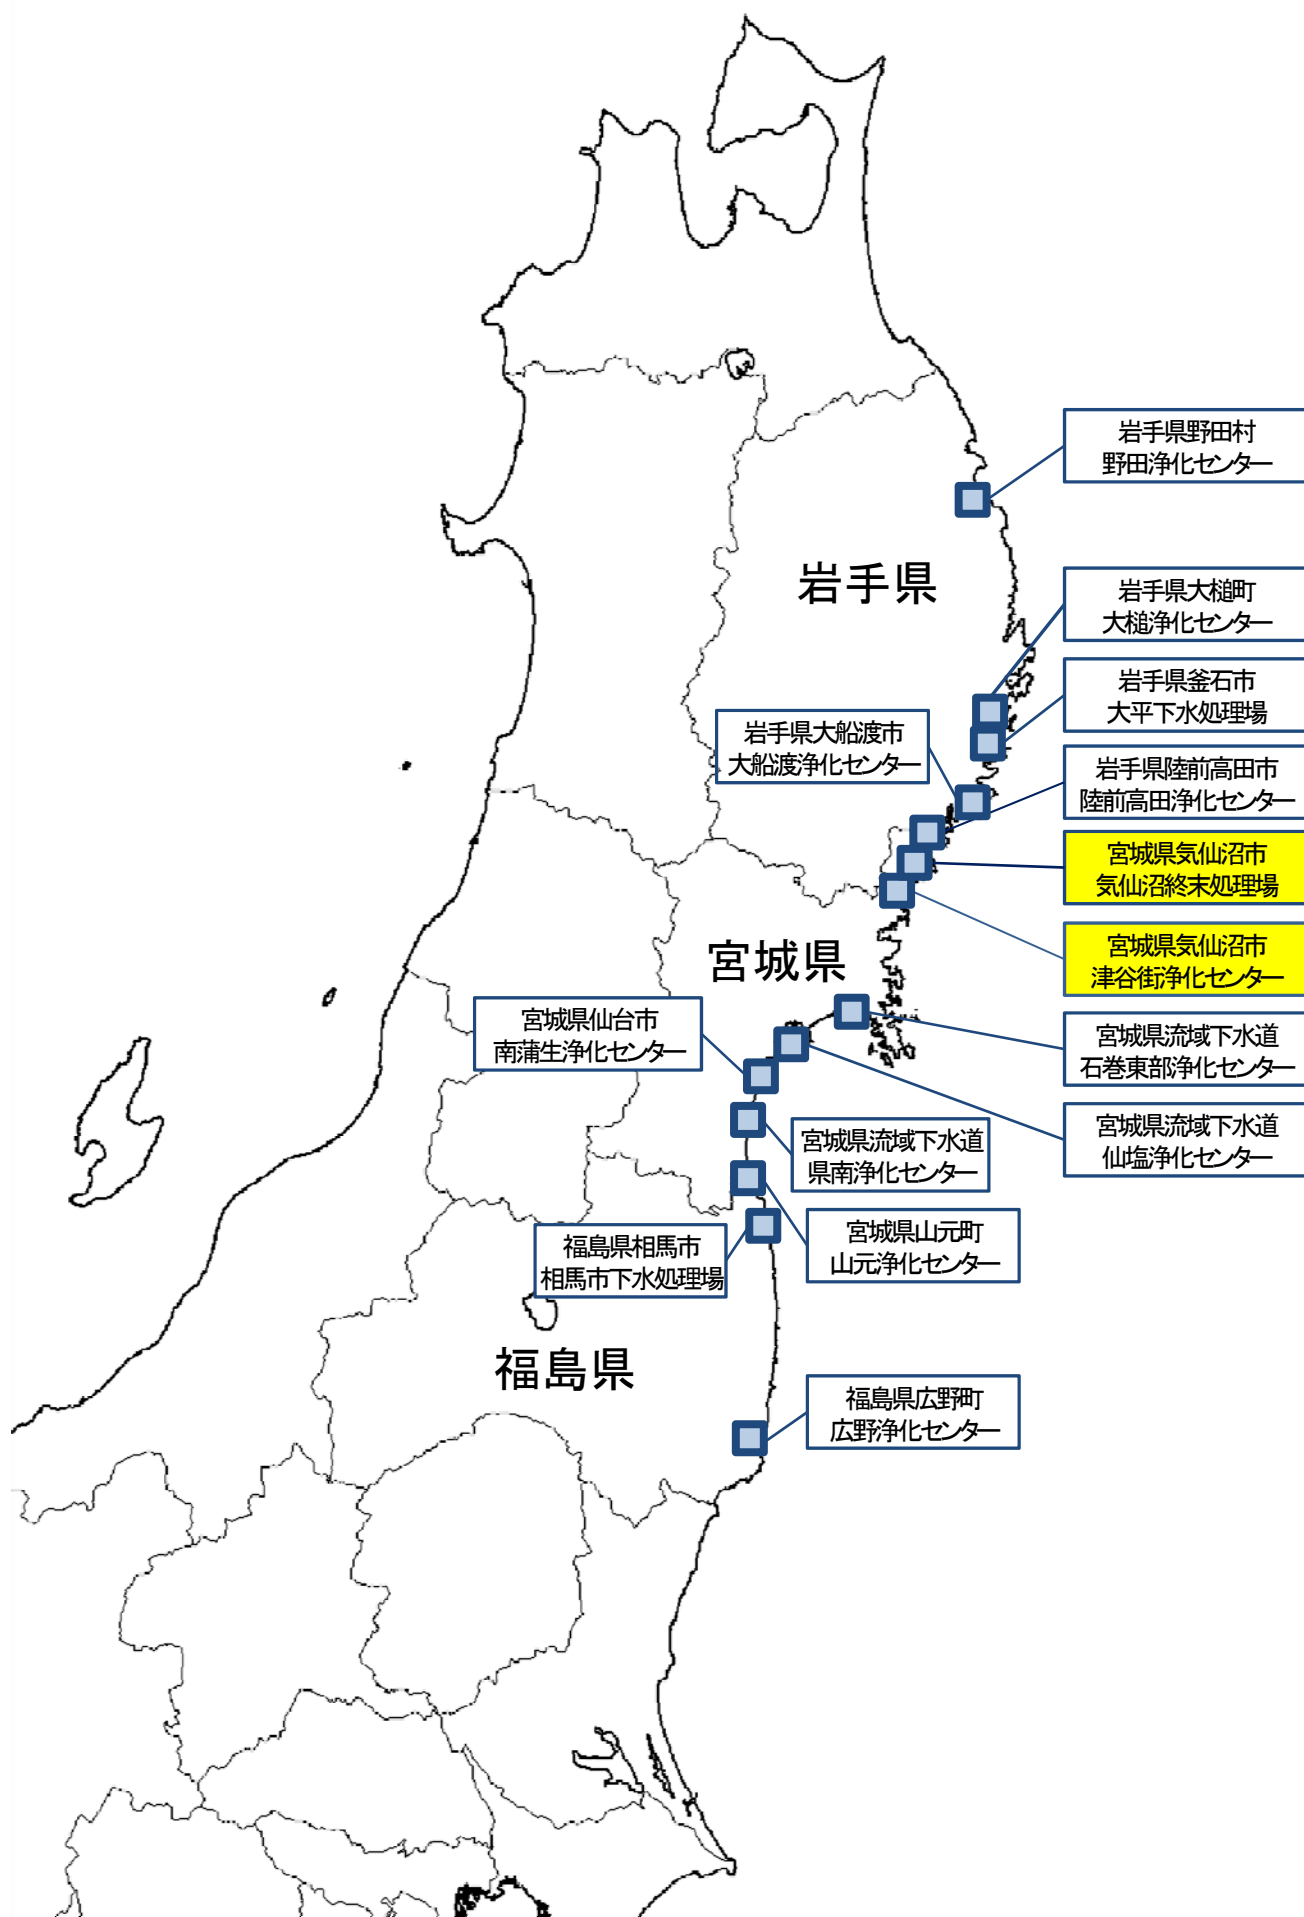 岩手県野田村
野田浄化センター
岩手県
岩手県大槌町
大槌浄化センター
岩手県釜石市
大平下水処理場
岩手県大船渡市
大船渡浄化センター
岩手県陸前高田市
陸前高田浄化センター
宮城県気仙沼市
気仙沼終末処理場
宮城県
宮城県気仙沼市
津谷街浄化センター
宮城県仙台市
南蒲生浄化センター
宮城県流域下水道
石巻東部浄化センター
宮城県流域下水道
仙塩浄化センター
宮城県流域下水道
県南浄化センター
宮城県山元町
山元浄化センター
福島県相馬市
相馬市下水処理場
福島県
福島県広野町
広野浄化センター